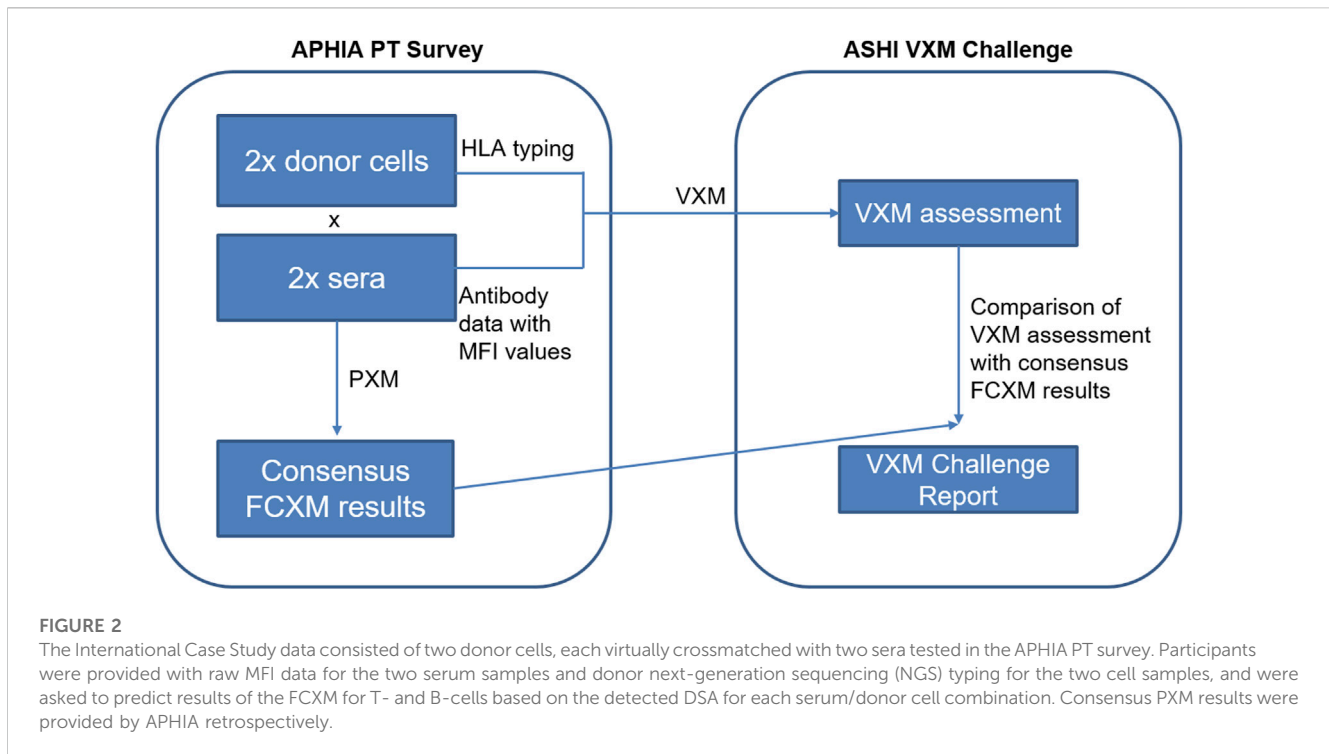 APHIA PT Survey
ASHI VXM Challenge
2x donor cells
HLA typing
x
2x sera
Antibody
data with
MFI values
VXM
VXM assessment
PXM
Comparison of
VXM assessment
with consensus
FCXM results
Consensus
FCXM results
VXM Challenge
Report
FIGURE 2
The International Case Study data consisted of two donor cells, each virtually crossmatched with two sera tested in the APHIA PT survey. Participants
were provided with raw MFI data for the two serum samples and donor next-generation sequencing (NGS) typing for the two cell samples, and were
asked to predict results of the FCXM for T- and B-cells based on the detected DSA for each serum/donor cell combination. Consensus PXM results were
provided by APHIA retrospectively.